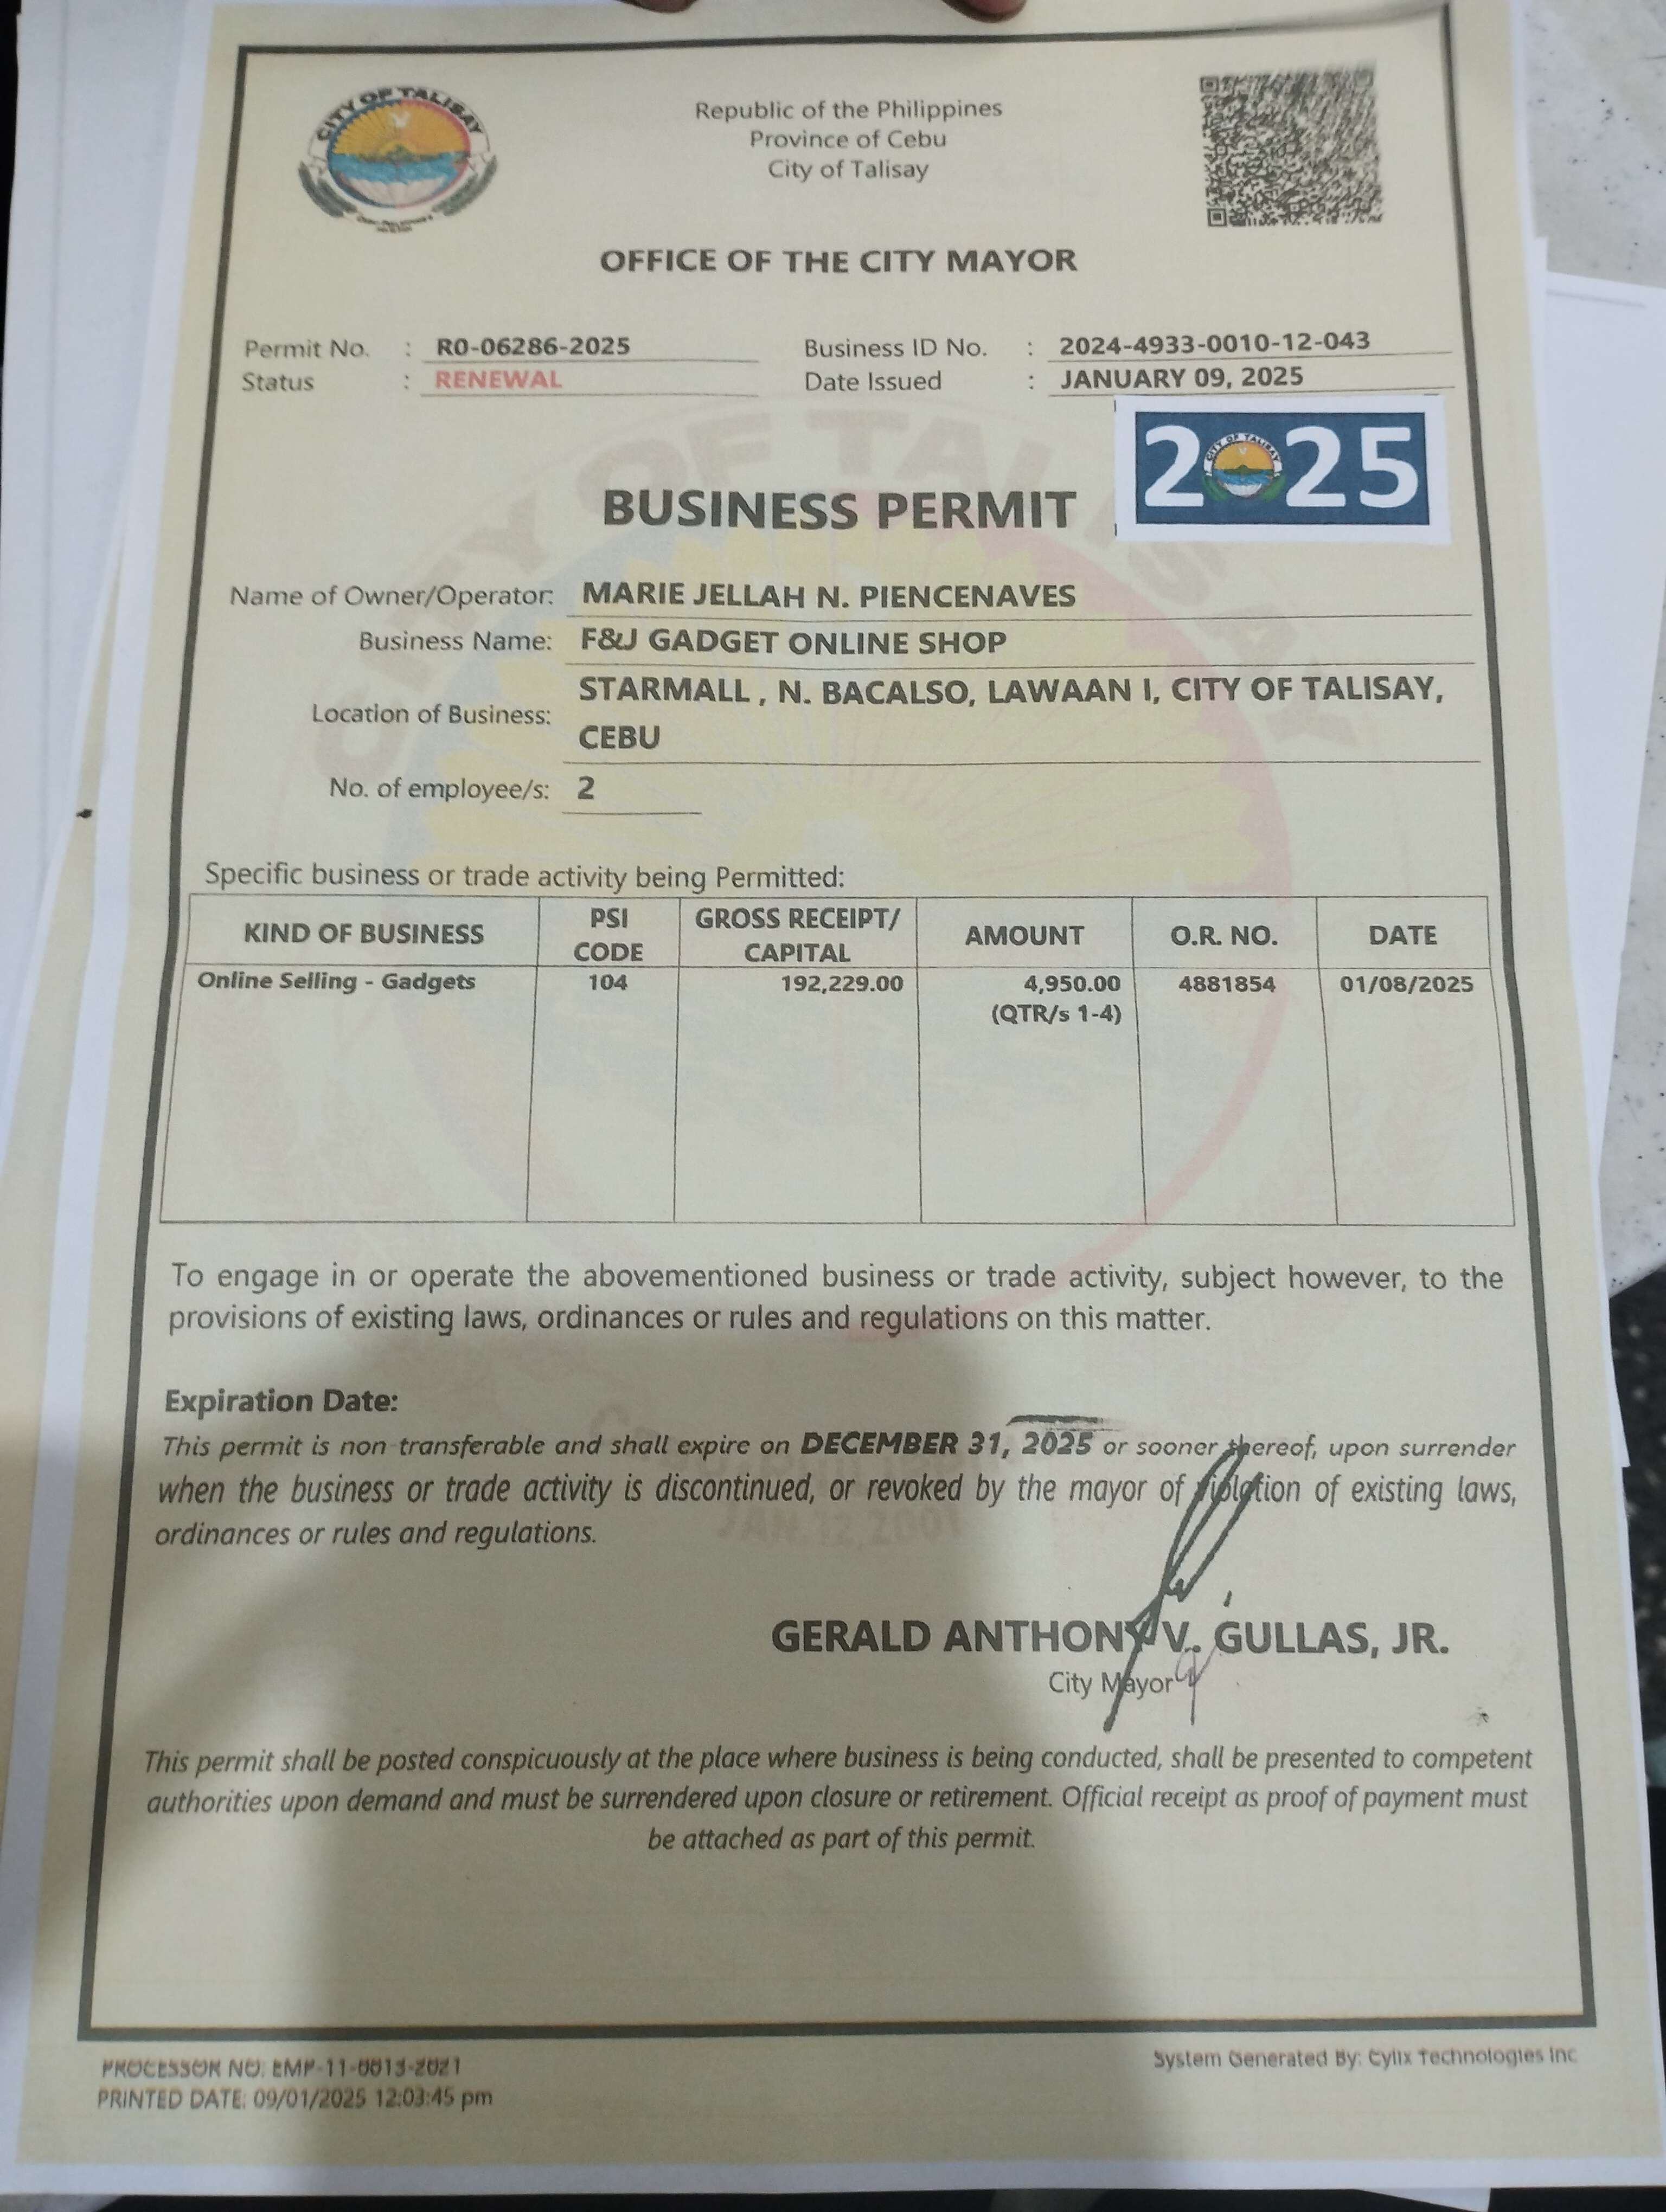 CITY OF TALISAY
Republic of the Philippines
Province of Cebu
City of Talisay
OFFICE OF THE CITY MAYOR
Permit No. : R0-06286-2025 Business ID No. : 2024-4933-0010-12-043
Status : RENEWAL Date Issued : JANUARY 09, 2025
2025
CITY OF TALISAY
BUSINESS PERMIT
Name of Owner/Operator: MARIE JELLAH N. PIENCENAVES
Business Name: F&J GADGET ONLINE SHOP
Location of Business: STARMALL , N. BACALSO, LAWAAN I, CITY OF TALISAY,
CEBU
No. of employee/s: 2
Specific business or trade activity being Permitted:
KIND OF BUSINESS PSI CODE GROSS RECEIPT/ CAPITAL AMOUNT O.R. NO. DATE
Online Selling - Gadgets 104 192,229.00 4,950.00 4881854 01/08/2025
(QTR/s 1-4)
To engage in or operate the abovementioned business or trade activity, subject however, to the
provisions of existing laws, ordinances or rules and regulations on this matter.
Expiration Date:
This permit is non transferable and shall expire on DECEMBER 31, 2025 or sooner thereof, upon surrender
when the business or trade activity is discontinued, or revoked by the mayor of violation of existing laws,
ordinances or rules and regulations.
JAN.12,2001
GERALD ANTHONY V. GULLAS, JR.
City Mayor
This permit shall be posted conspicuously at the place where business is being conducted, shall be presented to competent
authorities upon demand and must be surrendered upon closure or retirement. Official receipt as proof of payment must
be attached as part of this permit.
PROCESSOR NO: EMP-11-0013-2021
PRINTED DATE: 09/01/2025 12:03:45 pm
System Generated By: Cylix Technologies Inc